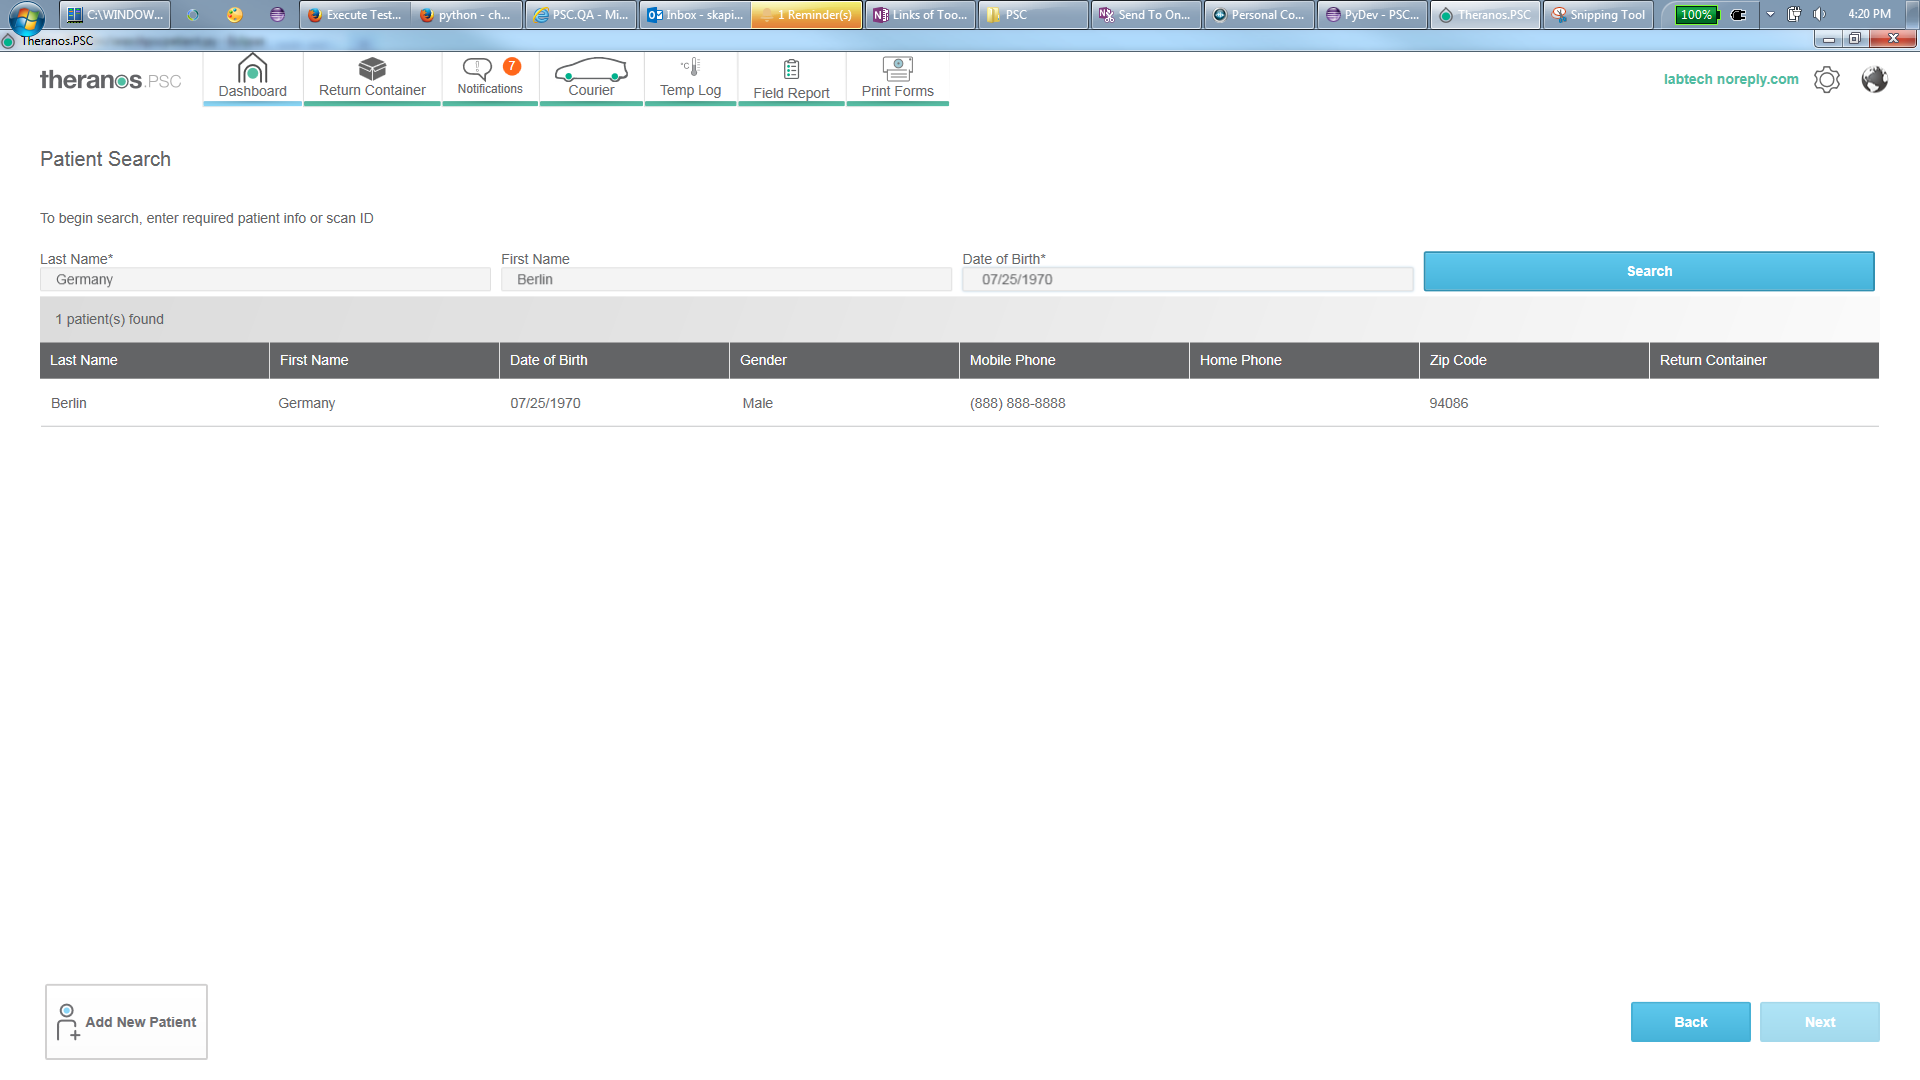 C:\WINDOW...
Execute Test...
python - ch...
PSC.QA - Mi...
Inbox - skapi...
1 Reminder(s)
Links of Too...
PSC
Send To On...
Personal Co...
PyDev - PSC...
Theranos.PSC
Snipping Tool
100%
4:20 PM
Theranos.PSC
theranos.PSC
Dashboard
Return Container
Notifications
7
Courier
°C
Temp Log
Field Report
Print Forms
labtech noreply.com
Patient Search
To begin search, enter required patient info or scan ID
Last Name*
First Name
Date of Birth*
Germany
Berlin
07/25/1970
Search
1 patient(s) found
Last Name First Name Date of Birth Gender Mobile Phone Home Phone Zip Code Return Container
Berlin Germany 07/25/1970 Male (888) 888-8888 94086
Add New Patient
Back
Next